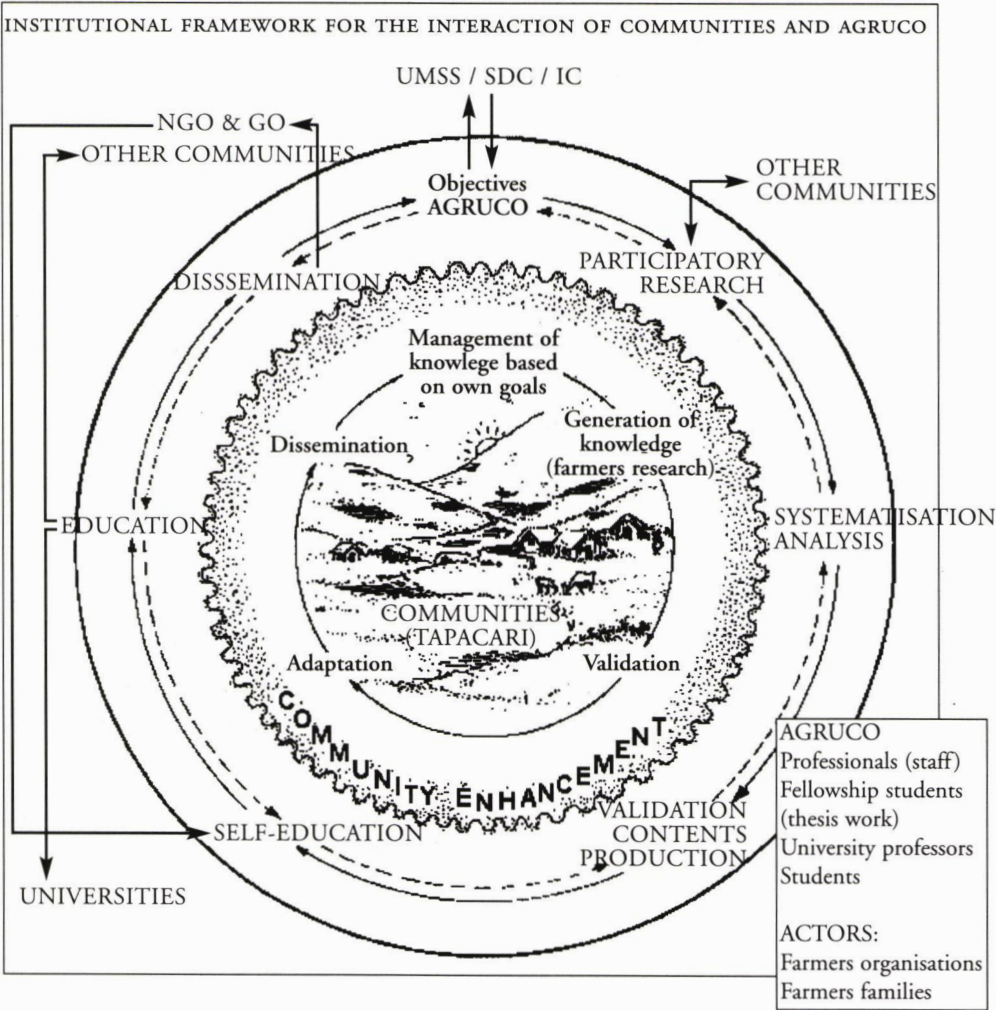 INSTITUTIONAL FRAMEWORK FOR THE INTERACTION OF COMMUNITIES AND AGRUCO
UMSS / SDC / IC
NGO & GO
OTHER COMMUNITIES
OTHER
COMMUNITIES
Objectives
AGRUCO
PARTICIPATORY
RESEARCH
DISSSEMINATION
Management of
knowlege based
on own goals
Generation of
knowledge
(farmers research)
Dissemination
EDUCATION
SYSTEMATISATION
ANALYSIS
COMMUNITIES
(TAPACARI)
Adaptation
Validation
COMMUNITY ENHANCEMENT
SELF-EDUCATION
VALIDATION
CONTENTS
PRODUCTION
UNIVERSITIES
AGRUCO
Professionals (staff)
Fellowship students
(thesis work)
University professors
Students
ACTORS:
Farmers organisations
Farmers families